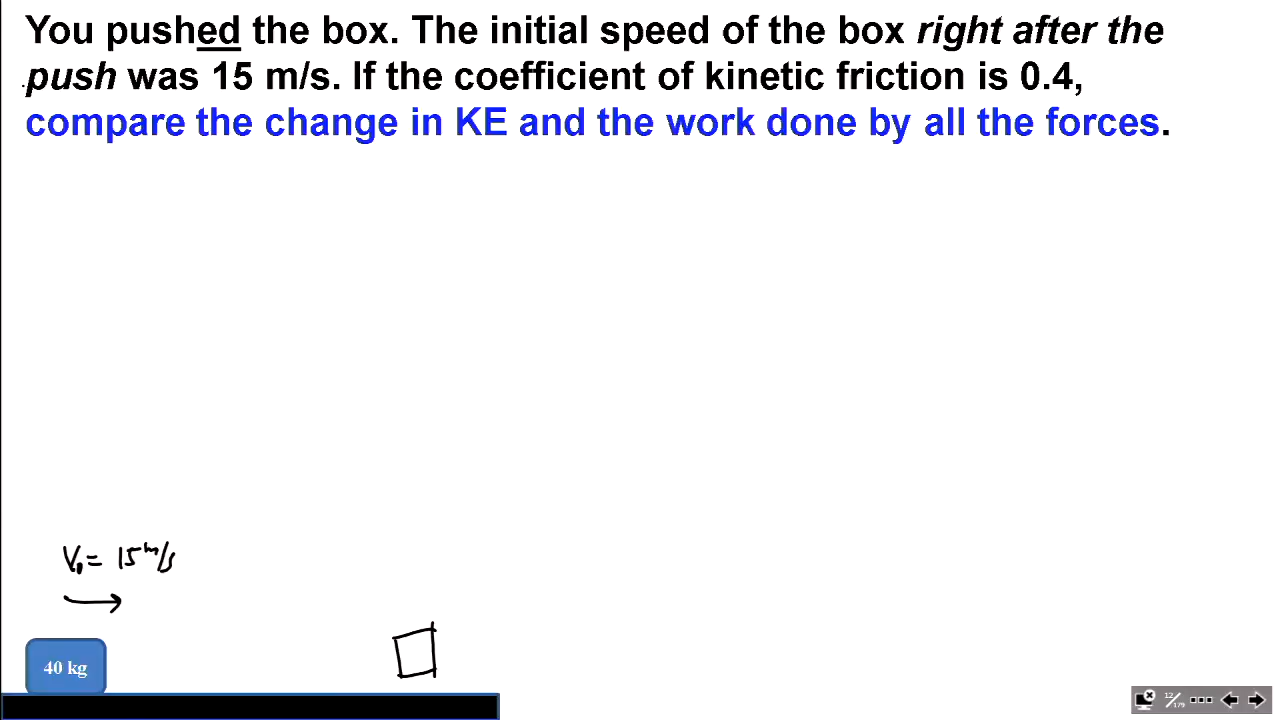 You pushed the box. The initial speed of the box right after the
push was 15 m/s. If the coefficient of kinetic friction is 0.4,
compare the change in KE and the work done by all the forces.
V₀ = 15 m/s
40 kg
12/179